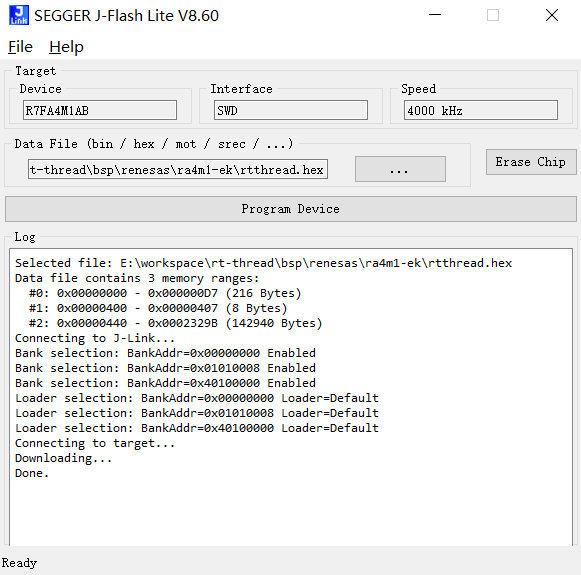 SEGGER J-Flash Lite V8.60
File Help
Target
Device Interface Speed
R7FA4M1AB SWD 4000 kHz
Data File (bin / hex / mot / srec / ...)
t-thread\bsp\renesas\ra4m1-ek\rtthread.hex ... Erase Chip
Program Device
Log
Selected file: E:\workspace\rt-thread\bsp\renesas\ra4m1-ek\rtthread.hex
Data file contains 3 memory ranges:
#0: 0x00000000 - 0x000000D7 (216 Bytes)
#1: 0x00000400 - 0x00000407 (8 Bytes)
#2: 0x00000440 - 0x0002329B (142940 Bytes)
Connecting to J-Link...
Bank selection: BankAddr=0x00000000 Enabled
Bank selection: BankAddr=0x01010008 Enabled
Bank selection: BankAddr=0x40100000 Enabled
Loader selection: BankAddr=0x00000000 Loader=Default
Loader selection: BankAddr=0x01010008 Loader=Default
Loader selection: BankAddr=0x40100000 Loader=Default
Connecting to target...
Downloading...
Done.
Ready